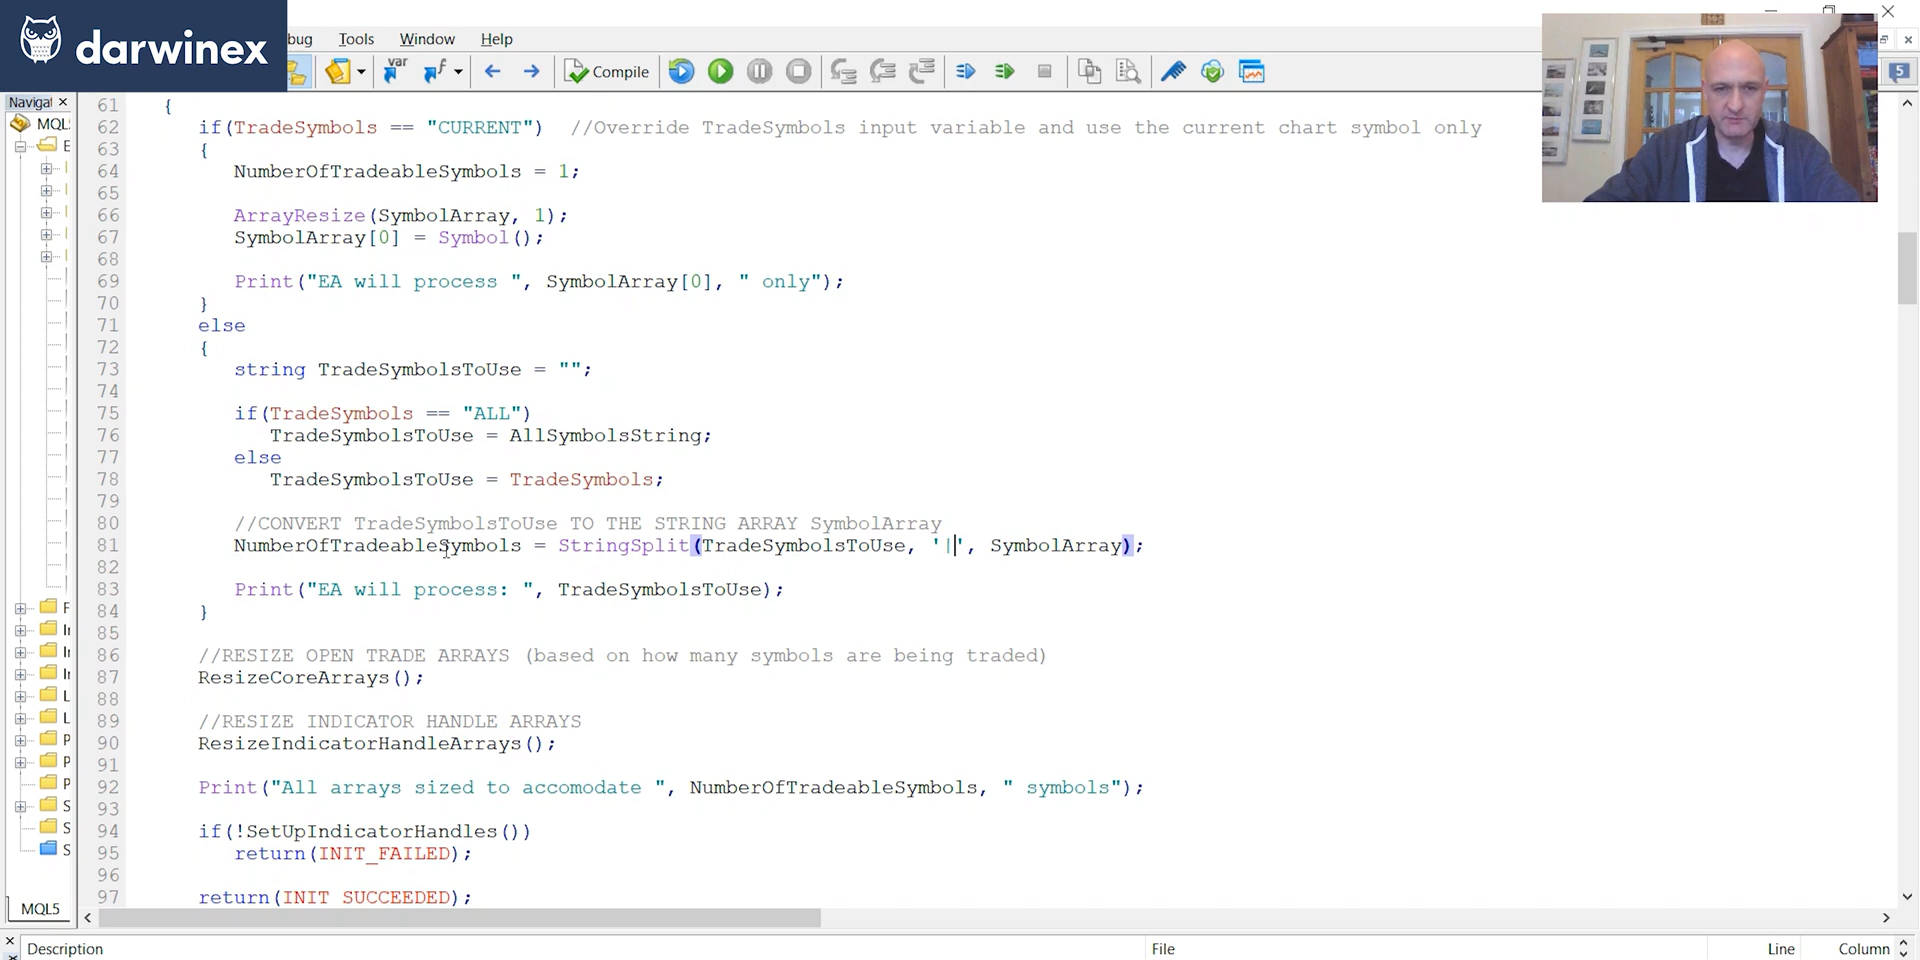 darwinex
bug Tools Window Help
var
Compile
5
Navigat
MQL5
61 {
62 if(TradeSymbols == "CURRENT") //Override TradeSymbols input variable and use the current chart symbol only
63 {
64 NumberOfTradeableSymbols = 1;
65
66 ArrayResize(SymbolArray, 1);
67 SymbolArray[0] = Symbol();
68
69 Print("EA will process ", SymbolArray[0], " only");
70 }
71 else
72 {
73 string TradeSymbolsToUse = "";
74
75 if(TradeSymbols == "ALL")
76 TradeSymbolsToUse = AllSymbolsString;
77 else
78 TradeSymbolsToUse = TradeSymbols;
79
80 //CONVERT TradeSymbolsToUse TO THE STRING ARRAY SymbolArray
81 NumberOfTradeableSymbols = StringSplit(TradeSymbolsToUse, '|', SymbolArray);
82
83 Print("EA will process: ", TradeSymbolsToUse);
84 }
85
86 //RESIZE OPEN TRADE ARRAYS (based on how many symbols are being traded)
87 ResizeCoreArrays();
88
89 //RESIZE INDICATOR HANDLE ARRAYS
90 ResizeIndicatorHandleArrays();
91
92 Print("All arrays sized to accomodate ", NumberOfTradeableSymbols, " symbols");
93
94 if(!SetUpIndicatorHandles())
95 return(INIT_FAILED);
96
97 return(INIT_SUCCEEDED);
MQL5
Description File Line Column